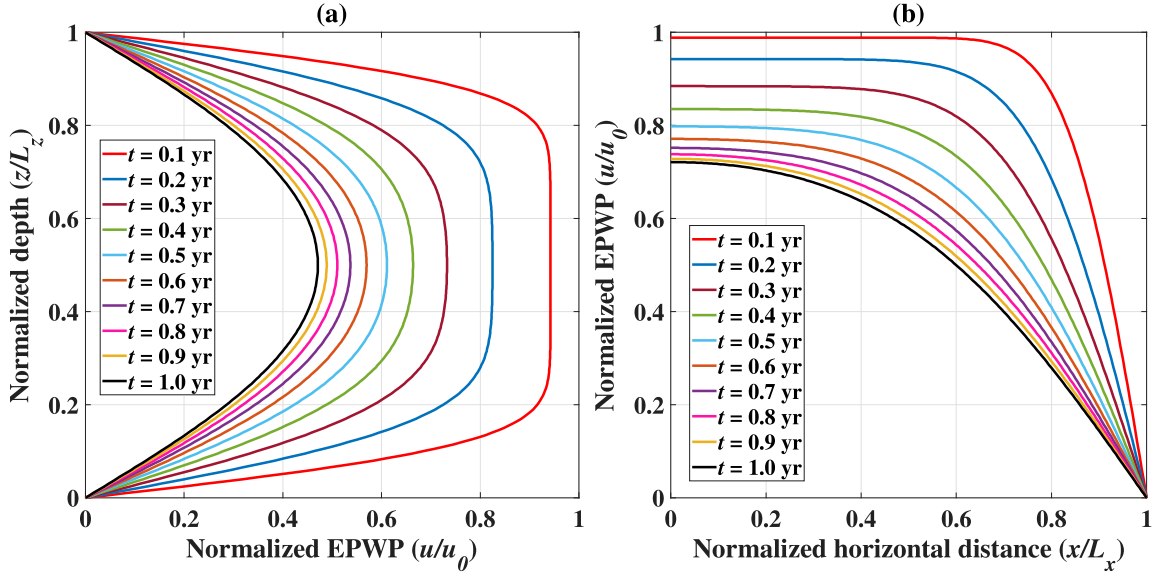 (a)
Normalized depth (z/L_z)
1
0.8
0.6
0.4
0.2
0
t = 0.1 yr
t = 0.2 yr
t = 0.3 yr
t = 0.4 yr
t = 0.5 yr
t = 0.6 yr
t = 0.7 yr
t = 0.8 yr
t = 0.9 yr
t = 1.0 yr
0 0.2 0.4 0.6 0.8 1
Normalized EPWP (u/u_0)
(b)
Normalized EPWP (u/u_0)
1
0.8
0.6
0.4
0.2
0
t = 0.1 yr
t = 0.2 yr
t = 0.3 yr
t = 0.4 yr
t = 0.5 yr
t = 0.6 yr
t = 0.7 yr
t = 0.8 yr
t = 0.9 yr
t = 1.0 yr
0 0.2 0.4 0.6 0.8 1
Normalized horizontal distance (x/L_x)